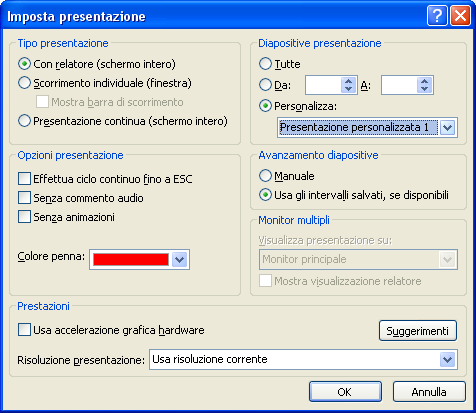 Imposta presentazione
Tipo presentazione
Con relatore (schermo intero)
Scorrimento individuale (finestra)
Mostra barra di scorrimento
Presentazione continua (schermo intero)
Diapositive presentazione
Tutte
Da: A:
Personalizza:
Presentazione personalizzata 1
Opzioni presentazione
Effettua ciclo continuo fino a ESC
Senza commento audio
Senza animazioni
Colore penna:
Avanzamento diapositive
Manuale
Usa gli intervalli salvati, se disponibili
Monitor multipli
Visualizza presentazione su:
Monitor principale
Mostra visualizzazione relatore
Prestazioni
Usa accelerazione grafica hardware
Suggerimenti
Risoluzione presentazione: Usa risoluzione corrente
OK Annulla